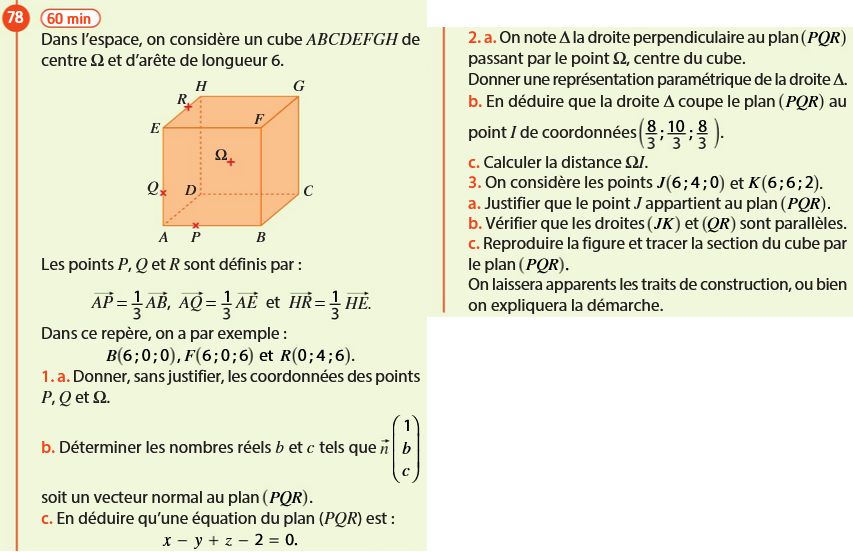 78 60 min
Dans l'espace, on considère un cube ABCDEFGH de
centre Ω et d'arête de longueur 6.
H
G
R
E
F
Ω
Q
D
C
A
P
B
Les points P, Q et R sont définis par :
$\overrightarrow{AP} = \frac{1}{3}\overrightarrow{AB}$, $\overrightarrow{AQ} = \frac{1}{3}\overrightarrow{AE}$ et $\overrightarrow{HR} = \frac{1}{3}\overrightarrow{HE}$.
Dans ce repère, on a par exemple :
B(6 ; 0 ; 0), F(6 ; 0 ; 6) et R(0 ; 4 ; 6).
1. a. Donner, sans justifier, les coordonnées des points
P, Q et Ω.
b. Déterminer les nombres réels b et c tels que $\vec{n}\begin{pmatrix}1\\b\\c\end{pmatrix}$
soit un vecteur normal au plan (PQR).
c. En déduire qu'une équation du plan (PQR) est :
x − y + z − 2 = 0.
2. a. On note Δ la droite perpendiculaire au plan (PQR)
passant par le point Ω, centre du cube.
Donner une représentation paramétrique de la droite Δ.
b. En déduire que la droite Δ coupe le plan (PQR) au
point I de coordonnées $\left(\frac{8}{3} ; \frac{10}{3} ; \frac{8}{3}\right)$.
c. Calculer la distance ΩI.
3. On considère les points J(6 ; 4 ; 0) et K(6 ; 6 ; 2).
a. Justifier que le point J appartient au plan (PQR).
b. Vérifier que les droites (JK) et (QR) sont parallèles.
c. Reproduire la figure et tracer la section du cube par
le plan (PQR).
On laissera apparents les traits de construction, ou bien
on expliquera la démarche.